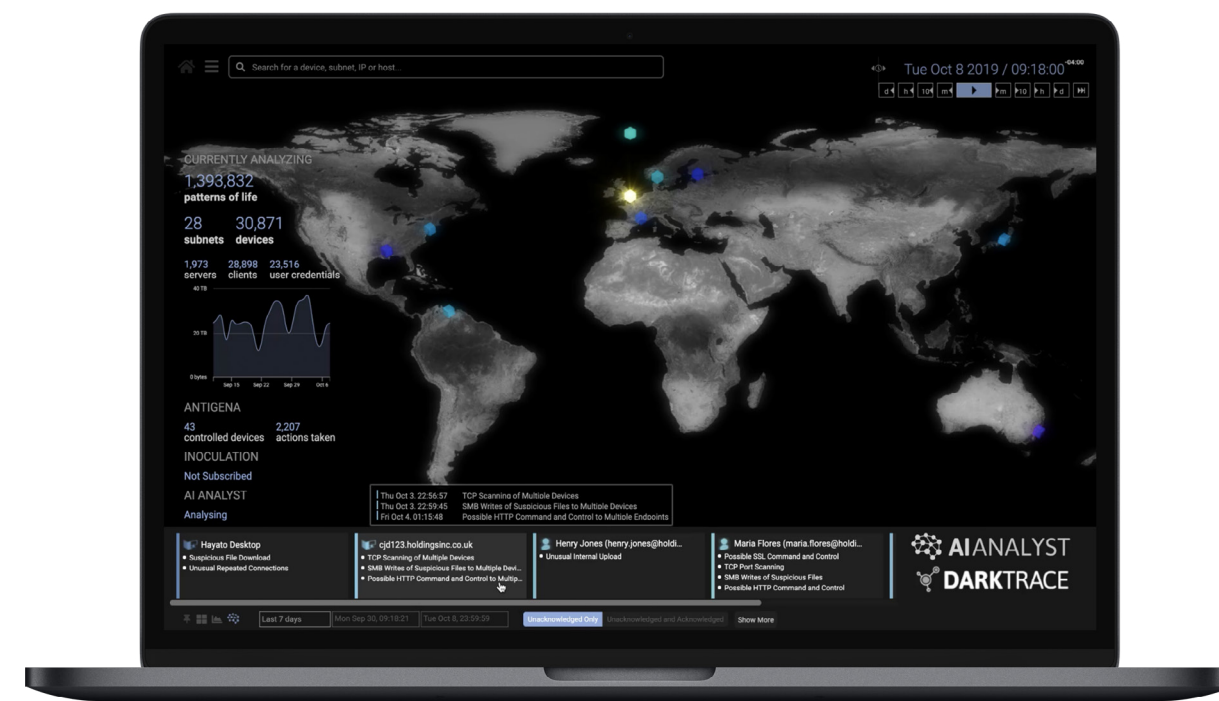 Search for a device, subnet, IP or host...
Tue Oct 8 2019 / 09:18:00 -04:00
d h 10 m m 10 h d
CURRENTLY ANALYZING
1,393,832
patterns of life
28 30,871
subnets devices
1,973 28,898 23,516
servers clients user credentials
40 TB
20 TB
0 bytes
Sep 15 Sep 22 Sep 29 Oct 6
ANTIGENA
43 2,207
controlled devices actions taken
INOCULATION
Not Subscribed
AI ANALYST
Analysing
Thu Oct 3, 22:56:57 TCP Scanning of Multiple Devices
Thu Oct 3, 22:59:45 SMB Writes of Suspicious Files to Multiple Devices
Fri Oct 4, 01:15:48 Possible HTTP Command and Control to Multiple Endpoints
Hayato Desktop
Suspicious File Download
Unusual Repeated Connections
cjd123.holdingsinc.co.uk
TCP Scanning of Multiple Devices
SMB Writes of Suspicious Files to Multiple Devi...
Possible HTTP Command and Control to Multip...
Henry Jones (henry.jones@holdi...
Unusual Internal Upload
Maria Flores (maria.flores@holdi...
Possible SSL Command and Control
TCP Port Scanning
SMB Writes of Suspicious Files
Possible HTTP Command and Control
AI ANALYST
DARKTRACE
Last 7 days Mon Sep 30, 09:18:21 Tue Oct 8, 23:59:59 Unacknowledged Only Unacknowledged and Acknowledged Show More